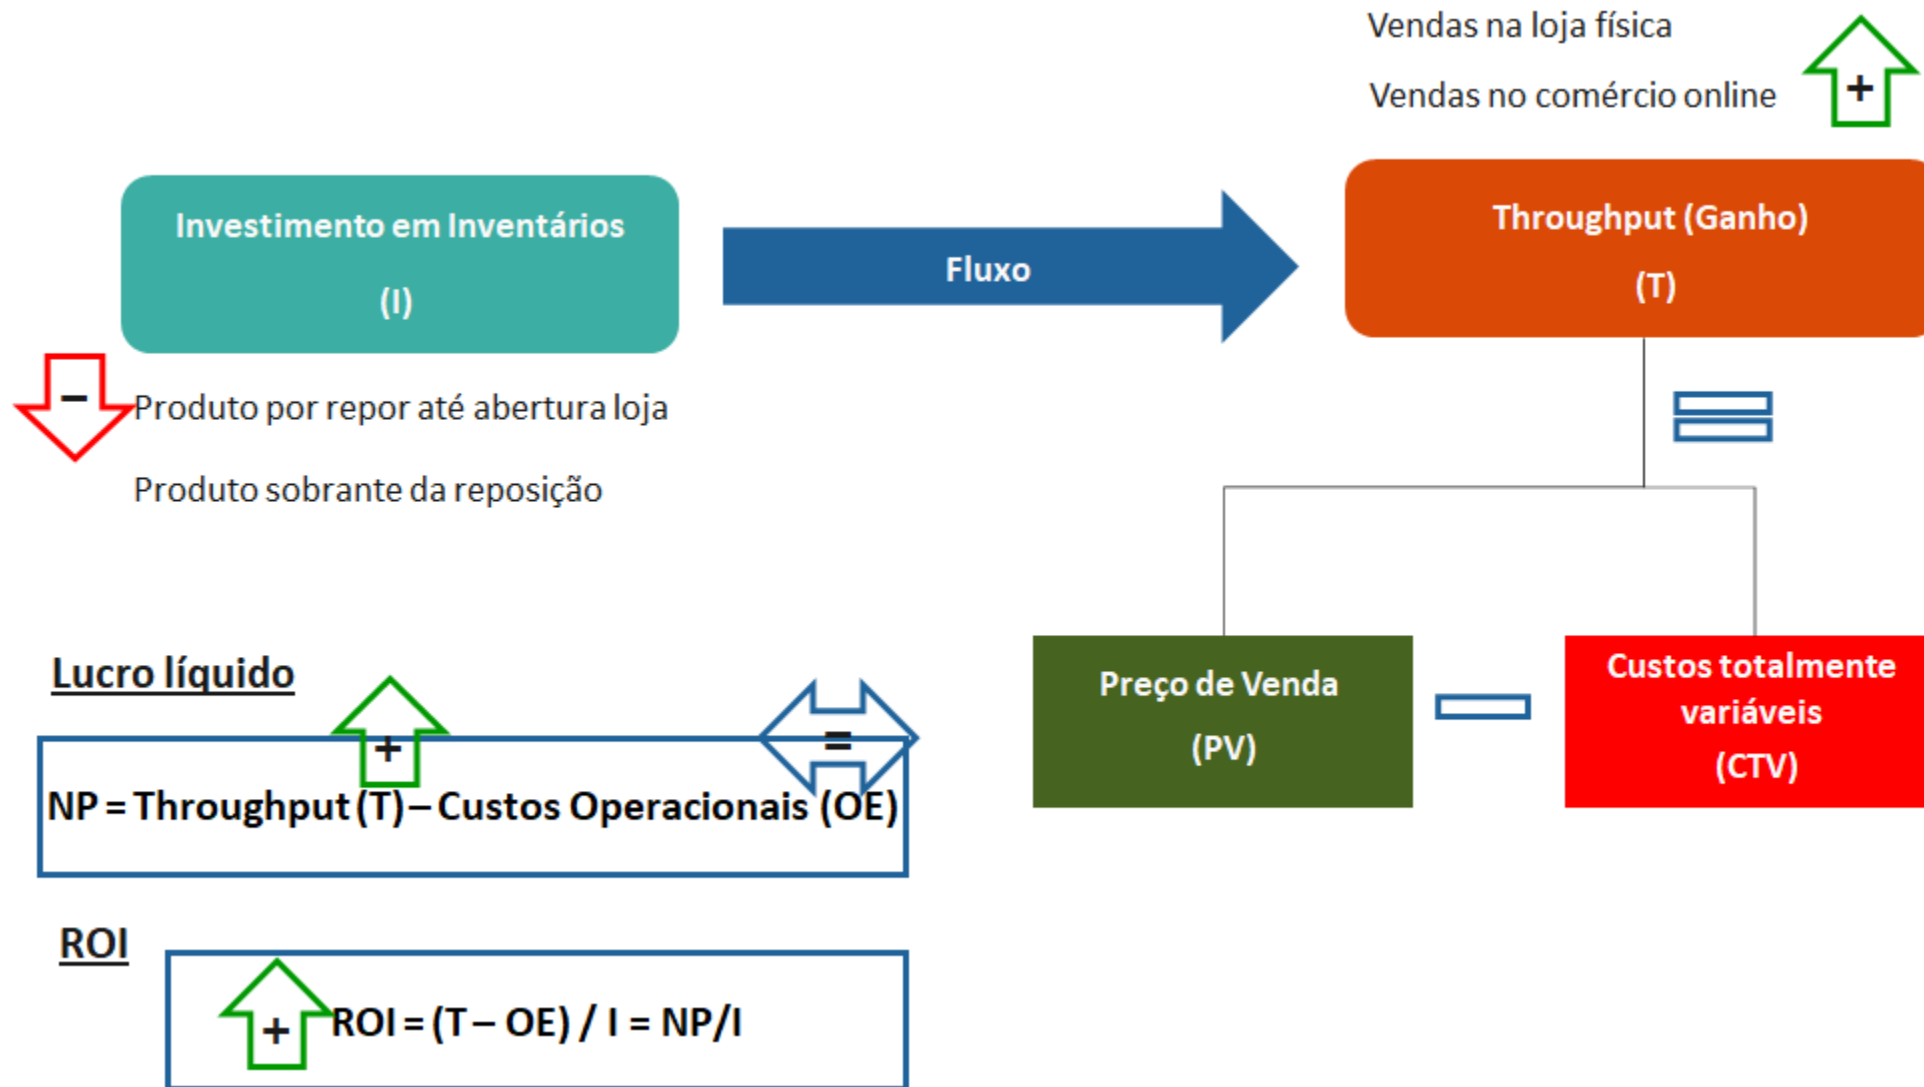 Vendas na loja física
Vendas no comércio online
+
Investimento em Inventários
(I)
Fluxo
Throughput (Ganho)
(T)
–
Produto por repor até abertura loja
Produto sobrante da reposição
=
Lucro líquido
+
=
NP = Throughput (T) – Custos Operacionais (OE)
Preço de Venda
(PV)
–
Custos totalmente
variáveis
(CTV)
ROI
+
ROI = (T – OE) / I = NP/I